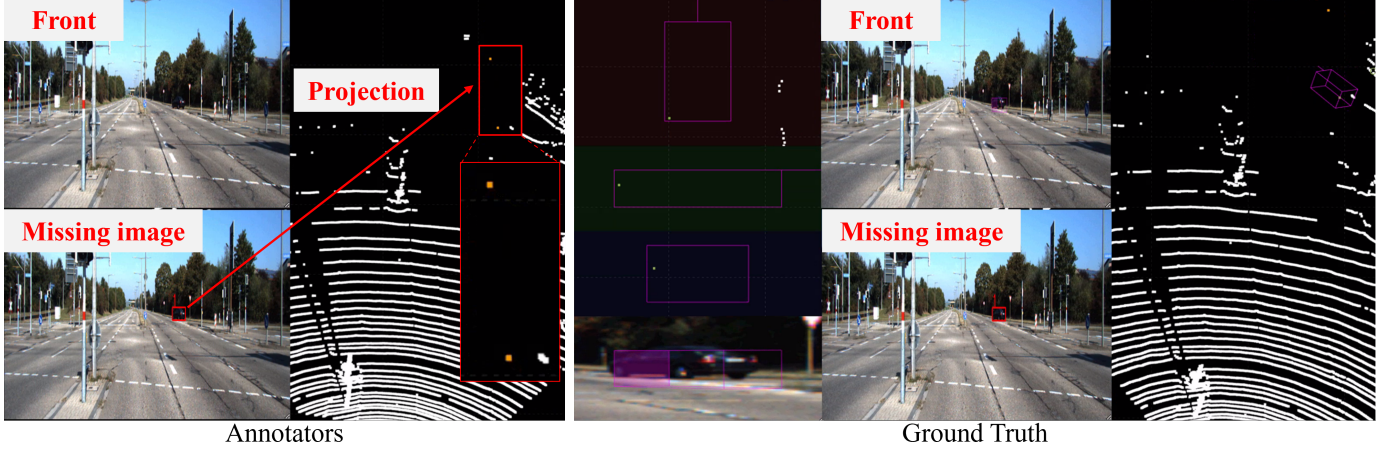 Front
Projection
Missing image
Front
Missing image
Annotators
Ground Truth